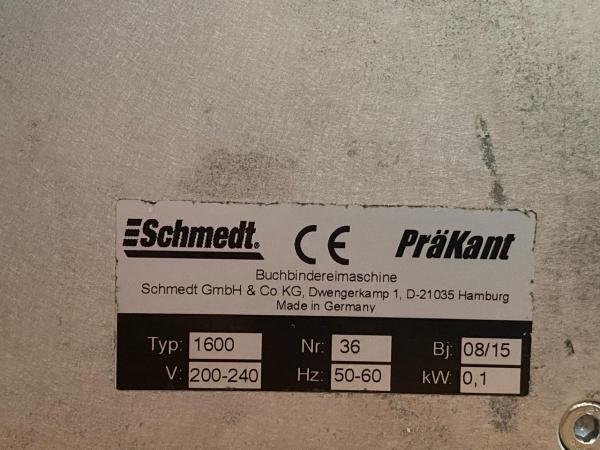 Schmedt® CE PräKant
Buchbindereimaschine
Schmedt GmbH & Co KG, Dwengerkamp 1, D-21035 Hamburg
Made in Germany
Typ: 1600 Nr: 36 Bj: 08/15
V: 200-240 Hz: 50-60 kW: 0,1